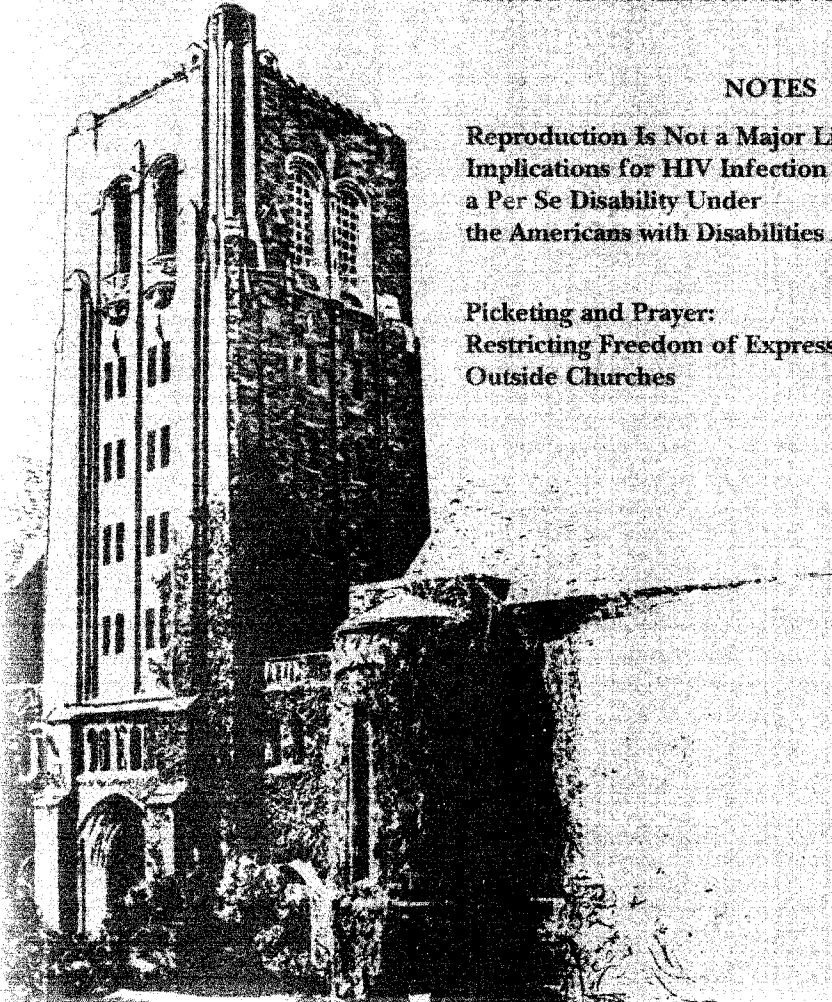 NOTES
Reproduction Is Not a Major
Implications for HIV Infection
a Per Se Disability Under
the Americans with Disabilities
Picketing and Prayer:
Restricting Freedom of
Outside Churches